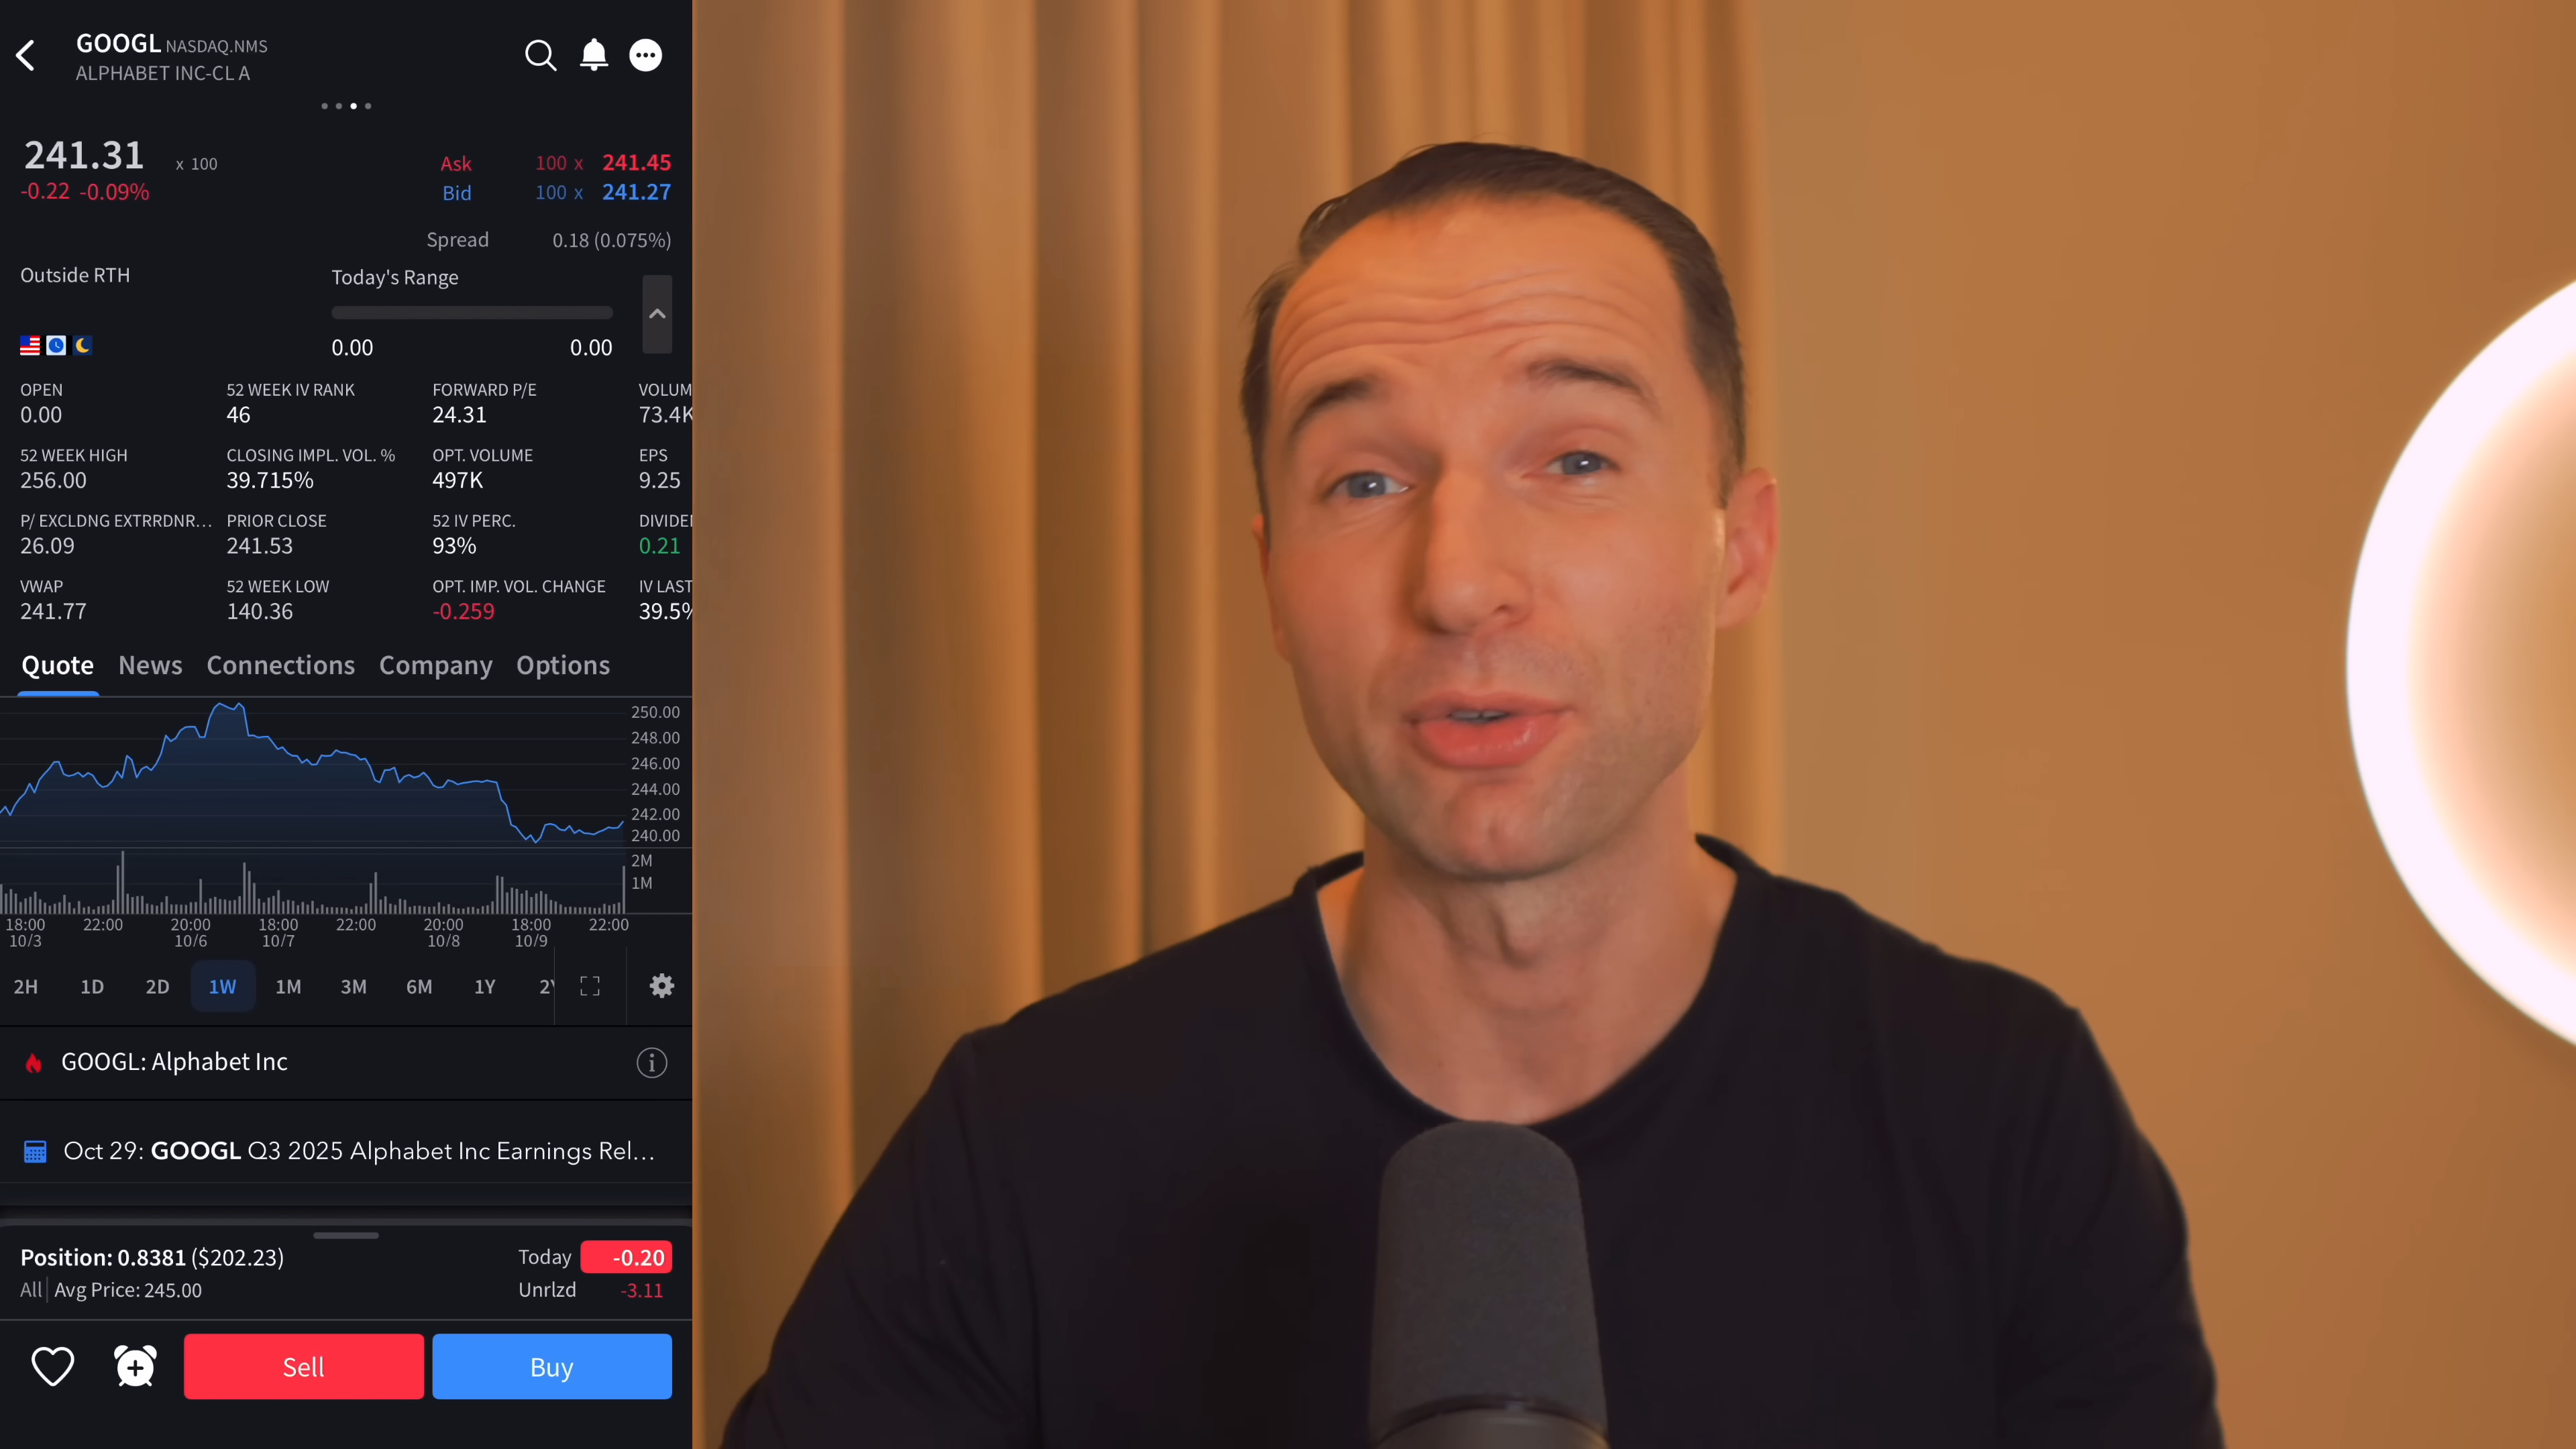 GOOGL NASDAQ.NMS
ALPHABET INC-CL A
241.31 x 100
-0.22 -0.09%
Ask 100 x 241.45
Bid 100 x 241.27
Spread 0.18 (0.075%)
Outside RTH
Today's Range
0.00 0.00
OPEN 52 WEEK IV RANK FORWARD P/E VOLUM
0.00 46 24.31 73.4K
52 WEEK HIGH CLOSING IMPL. VOL. % OPT. VOLUME EPS
256.00 39.715% 497K 9.25
P/ EXCLDNG EXTRRDNR... PRIOR CLOSE 52 IV PERC. DIVIDE
26.09 241.53 93% 0.21
VWAP 52 WEEK LOW OPT. IMP. VOL. CHANGE IV LAST
241.77 140.36 -0.259 39.5%
Quote News Connections Company Options
250.00
248.00
246.00
244.00
242.00
240.00
2M
1M
18:00 22:00 20:00 18:00 22:00 20:00 18:00 22:00
10/3 10/6 10/7 10/8 10/9
2H 1D 2D 1W 1M 3M 6M 1Y 2Y
GOOGL: Alphabet Inc
Oct 29: GOOGL Q3 2025 Alphabet Inc Earnings Rel...
Position: 0.8381 ($202.23) Today -0.20
All Avg Price: 245.00 Unrlzd -3.11
Sell Buy